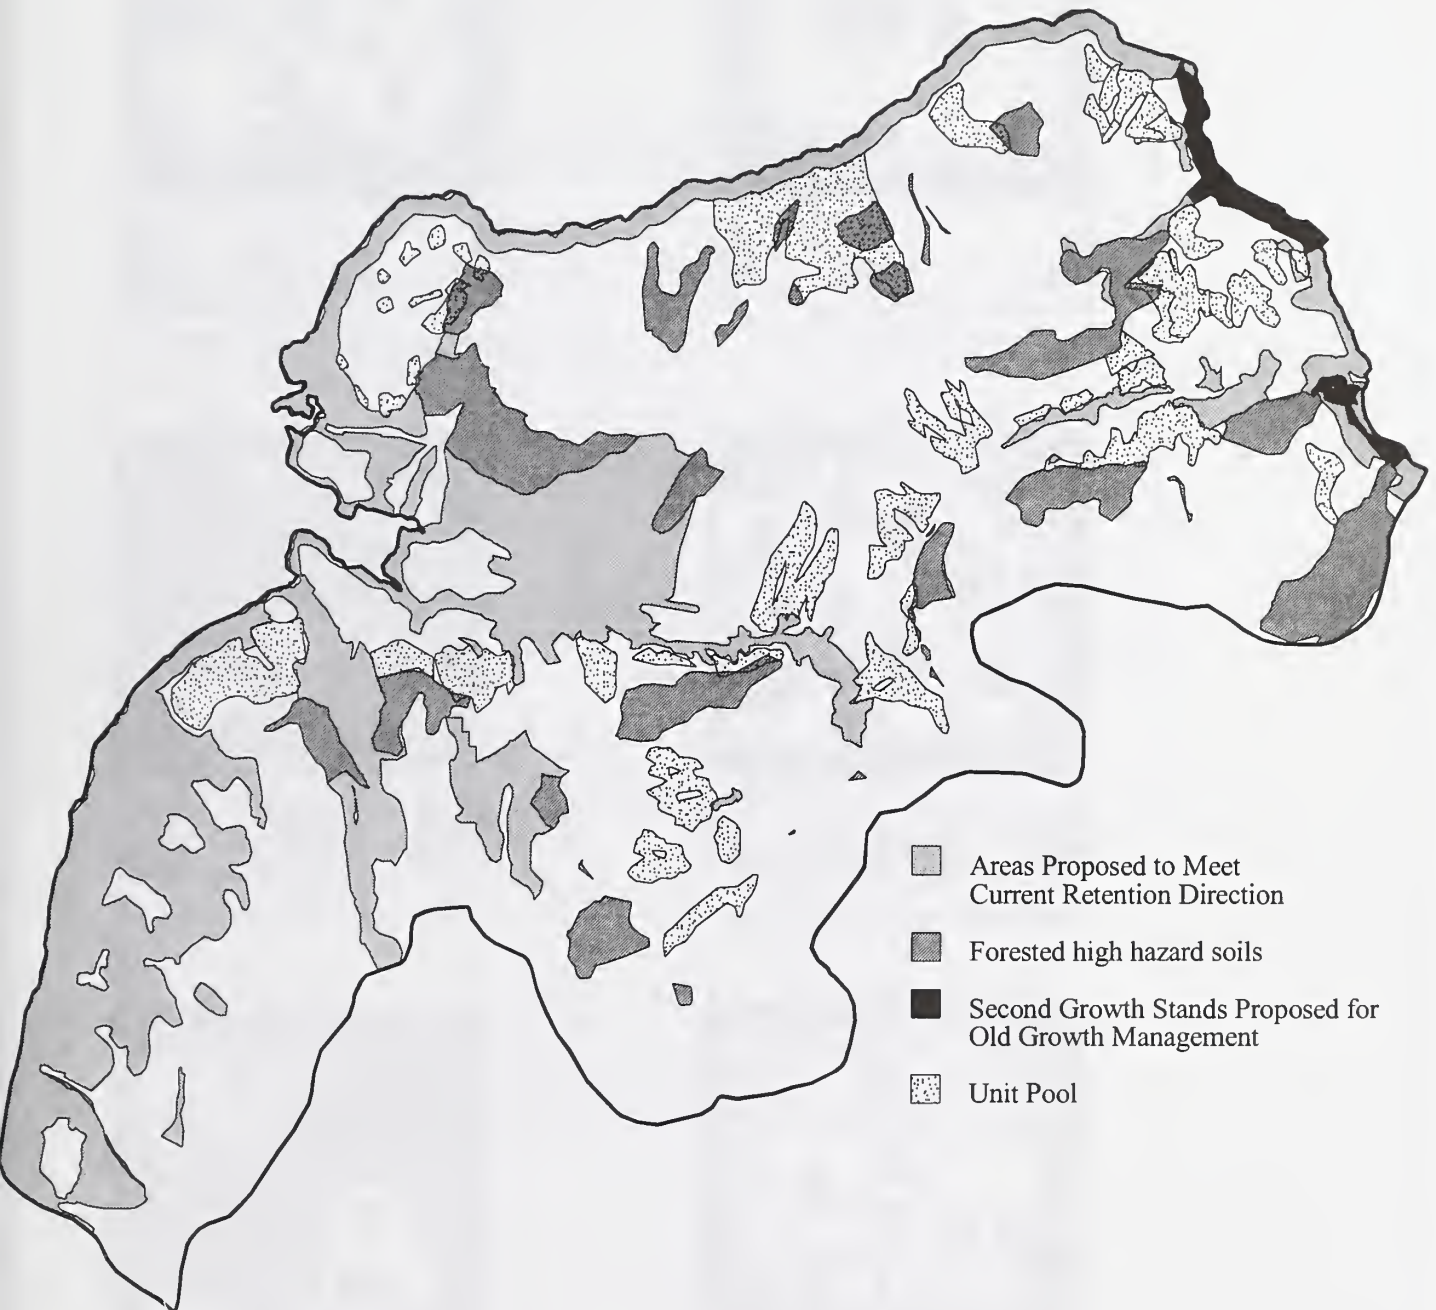 Areas Proposed to Meet
Current Retention Direction
Forested high hazard soils
Second Growth Stands Proposed for
Old Growth Management
Unit Pool